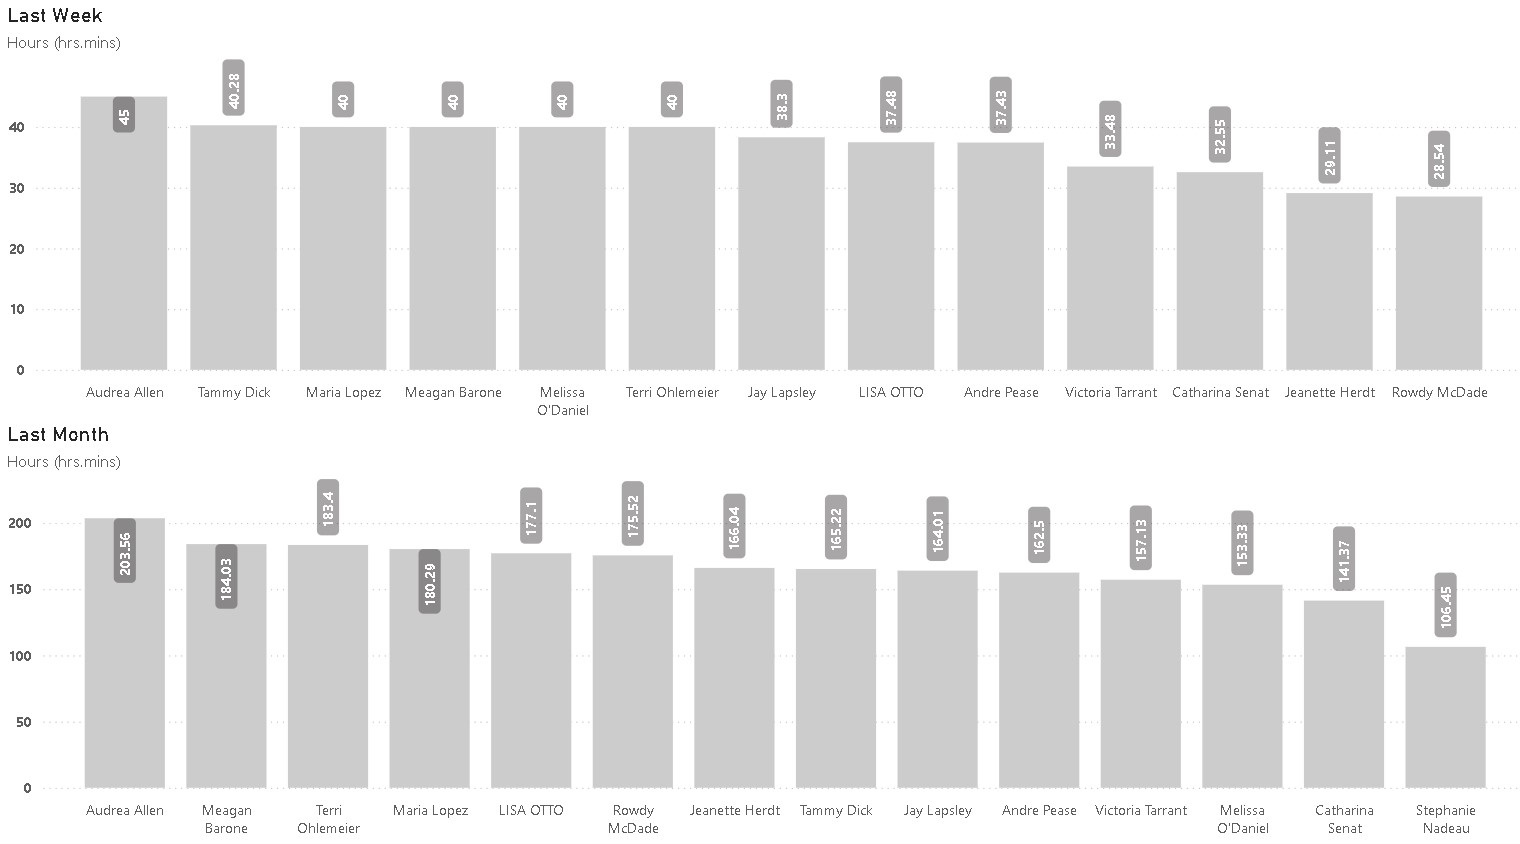 Last Week
Hours (hrs.mins)
45
40.28
40
40
40
40
38.3
37.48
37.43
33.48
32.55
29.11
28.54
40
30
20
10
0
Audrea Allen
Tammy Dick
Maria Lopez
Meagan Barone
Melissa
O'Daniel
Terri Ohlemeier
Jay Lapsley
LISA OTTO
Andre Pease
Victoria Tarrant
Catharina Senat
Jeanette Herdt
Rowdy McDade
Last Month
Hours (hrs.mins)
203.56
184.03
183.4
180.29
177.1
175.52
166.04
165.22
164.01
162.5
157.13
153.33
141.37
106.45
200
150
100
50
0
Audrea Allen
Meagan
Barone
Terri
Ohlemeier
Maria Lopez
LISA OTTO
Rowdy
McDade
Jeanette Herdt
Tammy Dick
Jay Lapsley
Andre Pease
Victoria Tarrant
Melissa
O'Daniel
Catharina
Senat
Stephanie
Nadeau